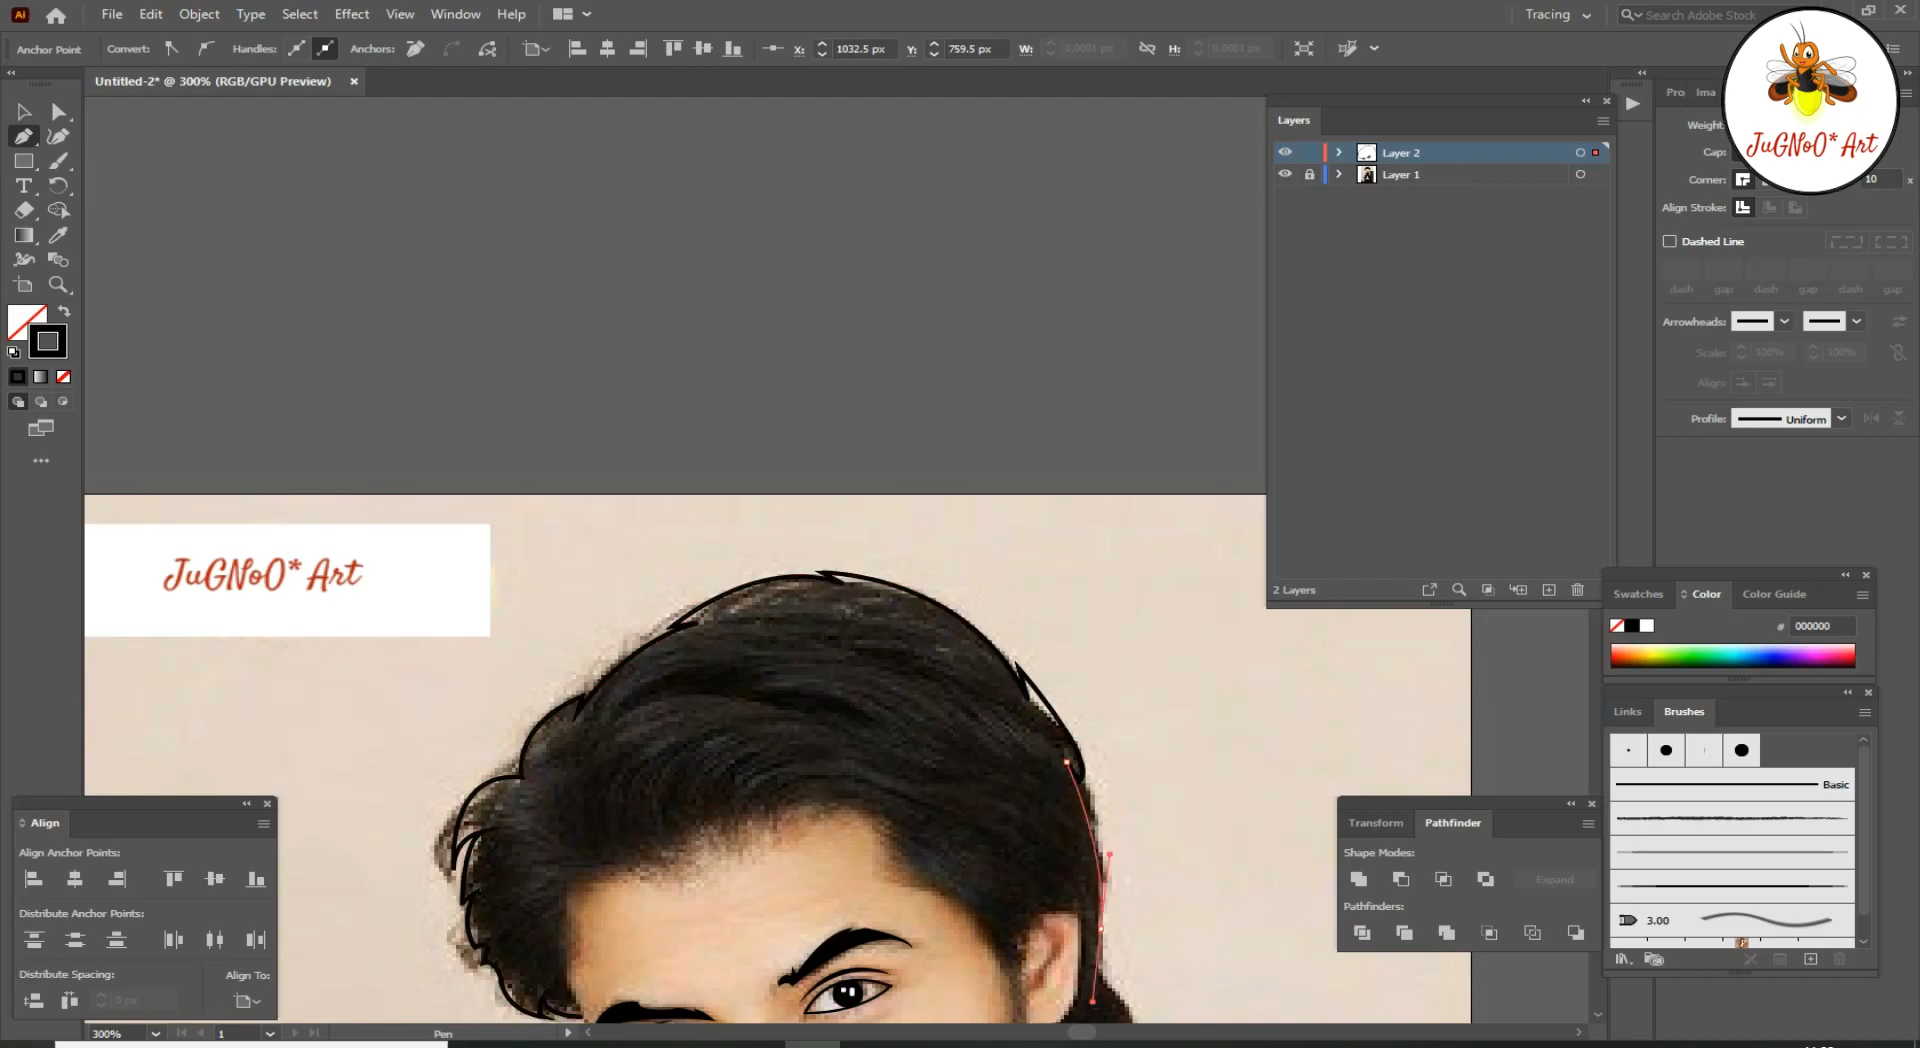 Ai File Edit Object Type Select Effect View Window Help Tracing Search Adobe Stock
Anchor Point Convert: Handles: Anchors: X: 1032.5 px Y: 759.5 px W: 0.0001 px H: 0.0001 px
Untitled-2* @ 300% (RGB/GPU Preview)
Layers
Layer 2
Layer 1
2 Layers
Pro Ima
Weight
Cap:
Corner: 10 x
Align Stroke:
Dashed Line
dash gap dash gap dash gap
Arrowheads:
Scale: 100% 100%
Align:
Profile: Uniform
JuGNoO* Art
JuGNoO* Art
Swatches Color Color Guide
# 000000
Links Brushes
Basic
3.00
Align
Align Anchor Points:
Distribute Anchor Points:
Distribute Spacing: Align To:
0 px
Transform Pathfinder
Shape Modes:
Expand
Pathfinders:
300% 1 Pen